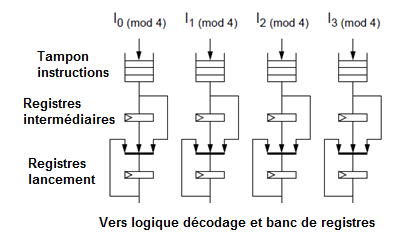 I0 (mod 4) I1 (mod 4) I2 (mod 4) I3 (mod 4)
Tampon
instructions
Registres
intermédiaires
Registres
lancement
Vers logique décodage et banc de registres